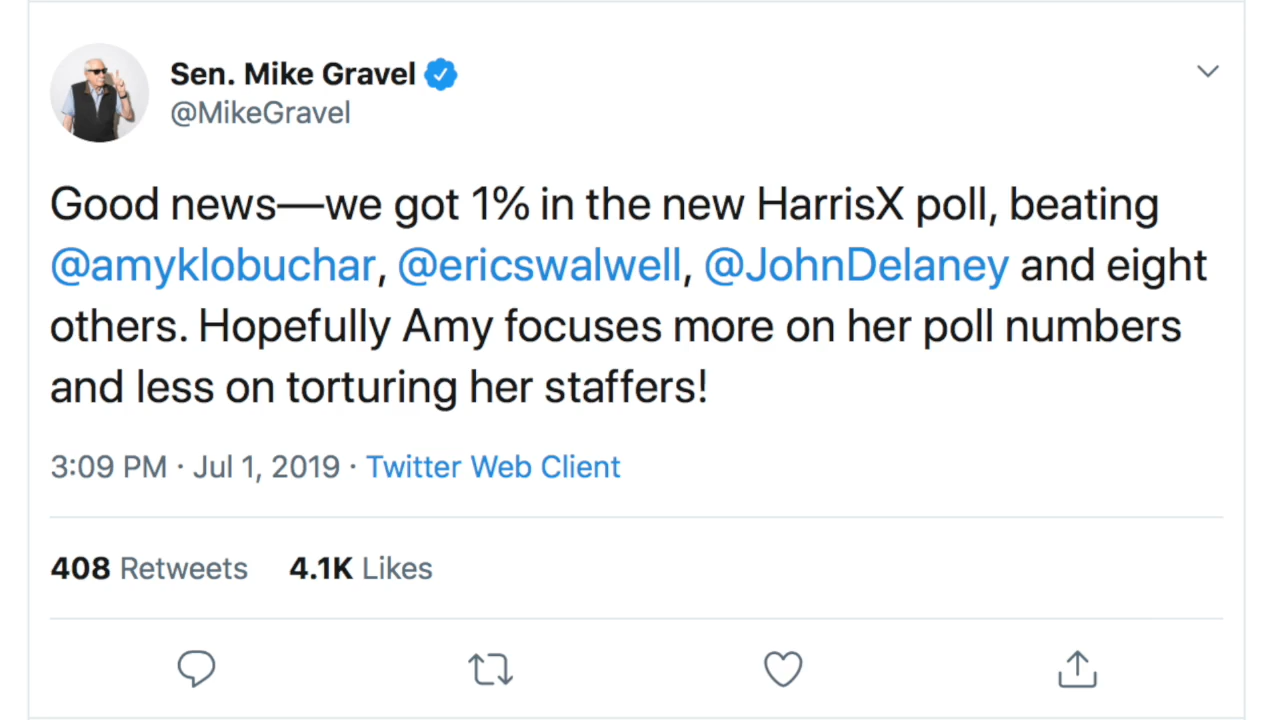 Sen. Mike Gravel
@MikeGravel
Good news—we got 1% in the new HarrisX poll, beating
@amyklobuchar, @ericswalwell, @JohnDelaney and eight
others. Hopefully Amy focuses more on her poll numbers
and less on torturing her staffers!
3:09 PM · Jul 1, 2019 · Twitter Web Client
408 Retweets 4.1K Likes